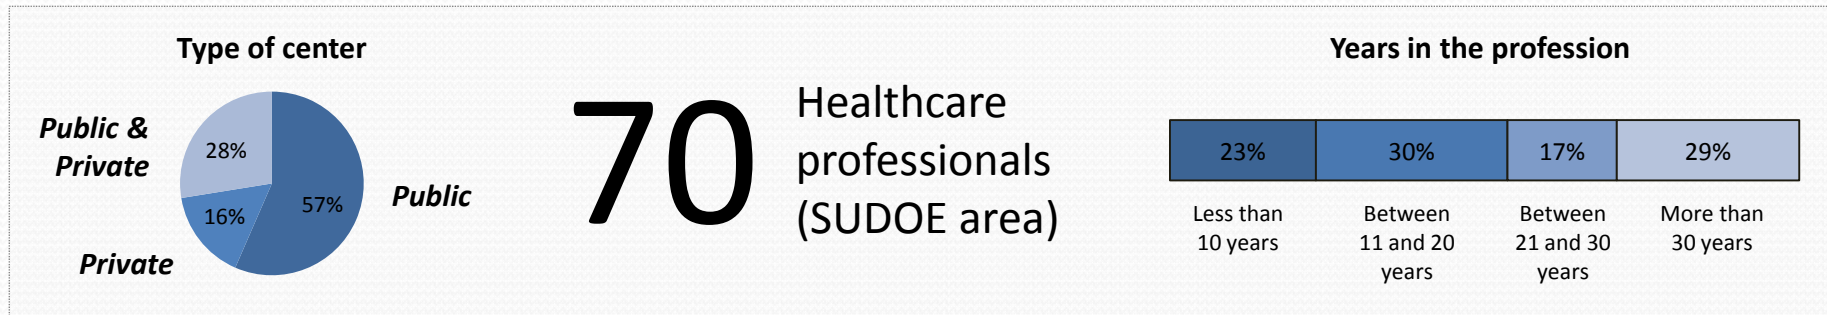 Type of center
Public &
Private
28%
16%
57%
Public
Private
70
Healthcare
professionals
(SUDOE area)
Years in the profession
23%
30%
17%
29%
Less than
10 years
Between
11 and 20
years
Between
21 and 30
years
More than
30 years